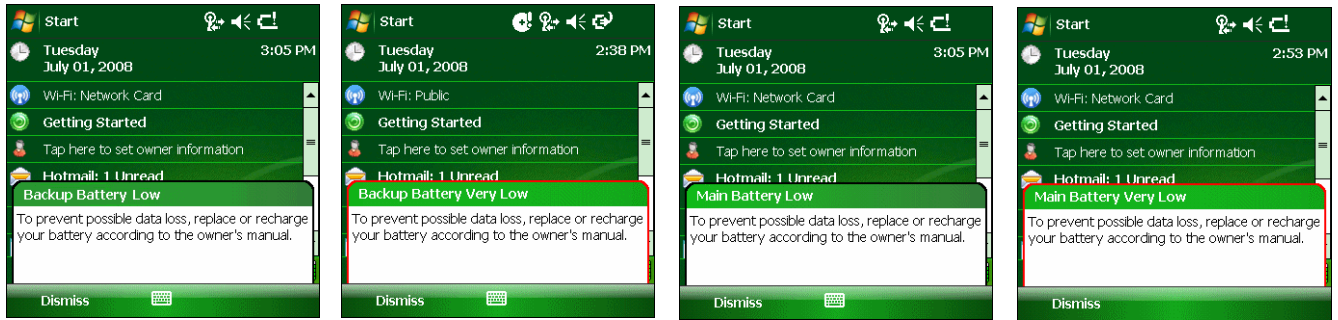 Start
Tuesday 3:05 PM
July 01, 2008
Wi-Fi: Network Card
Getting Started
Tap here to set owner information
Hotmail: 1 Unread
Backup Battery Low
To prevent possible data loss, replace or recharge
your battery according to the owner's manual.
Dismiss
Start
Tuesday 2:38 PM
July 01, 2008
Wi-Fi: Public
Getting Started
Tap here to set owner information
Hotmail: 1 Unread
Backup Battery Very Low
To prevent possible data loss, replace or recharge
your battery according to the owner's manual.
Dismiss
Start
Tuesday 3:05 PM
July 01, 2008
Wi-Fi: Network Card
Getting Started
Tap here to set owner information
Hotmail: 1 Unread
Main Battery Low
To prevent possible data loss, replace or recharge
your battery according to the owner's manual.
Dismiss
Start
Tuesday 2:53 PM
July 01, 2008
Wi-Fi: Network Card
Getting Started
Tap here to set owner information
Hotmail: 1 Unread
Main Battery Very Low
To prevent possible data loss, replace or recharge
your battery according to the owner's manual.
Dismiss